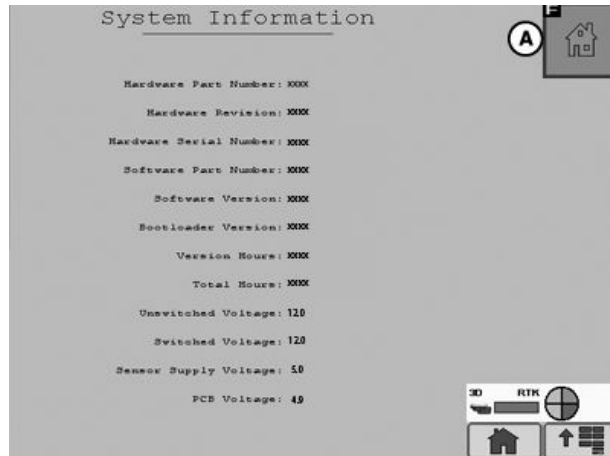 System Information
A
F
Hardware Part Number: XXXX
Hardware Revision: XXXX
Hardware Serial Number: XXXX
Software Part Number: XXXX
Software Version: XXXX
Bootloader Version: XXXX
Version Hours: XXXX
Total Hours: XXXX
Unswitched Voltage: 12.0
Switched Voltage: 12.0
Sensor Supply Voltage: 5.0
PCB Voltage: 4.9
3D RTK